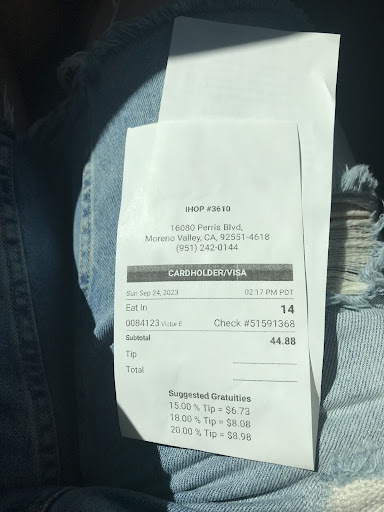 IHOP #3610
16080 Perris Blvd,
Moreno Valley, CA, 92551-4618
(951) 242-0144
CARDHOLDER/VISA
Sun Sep 24, 2023 02:17 PM PDT
Eat In 14
0084123 Victor E Check #51591368
Subtotal 44.88
Tip
Total
Suggested Gratuities
15.00 % Tip = $6.73
18.00 % Tip = $8.08
20.00 % Tip = $8.98